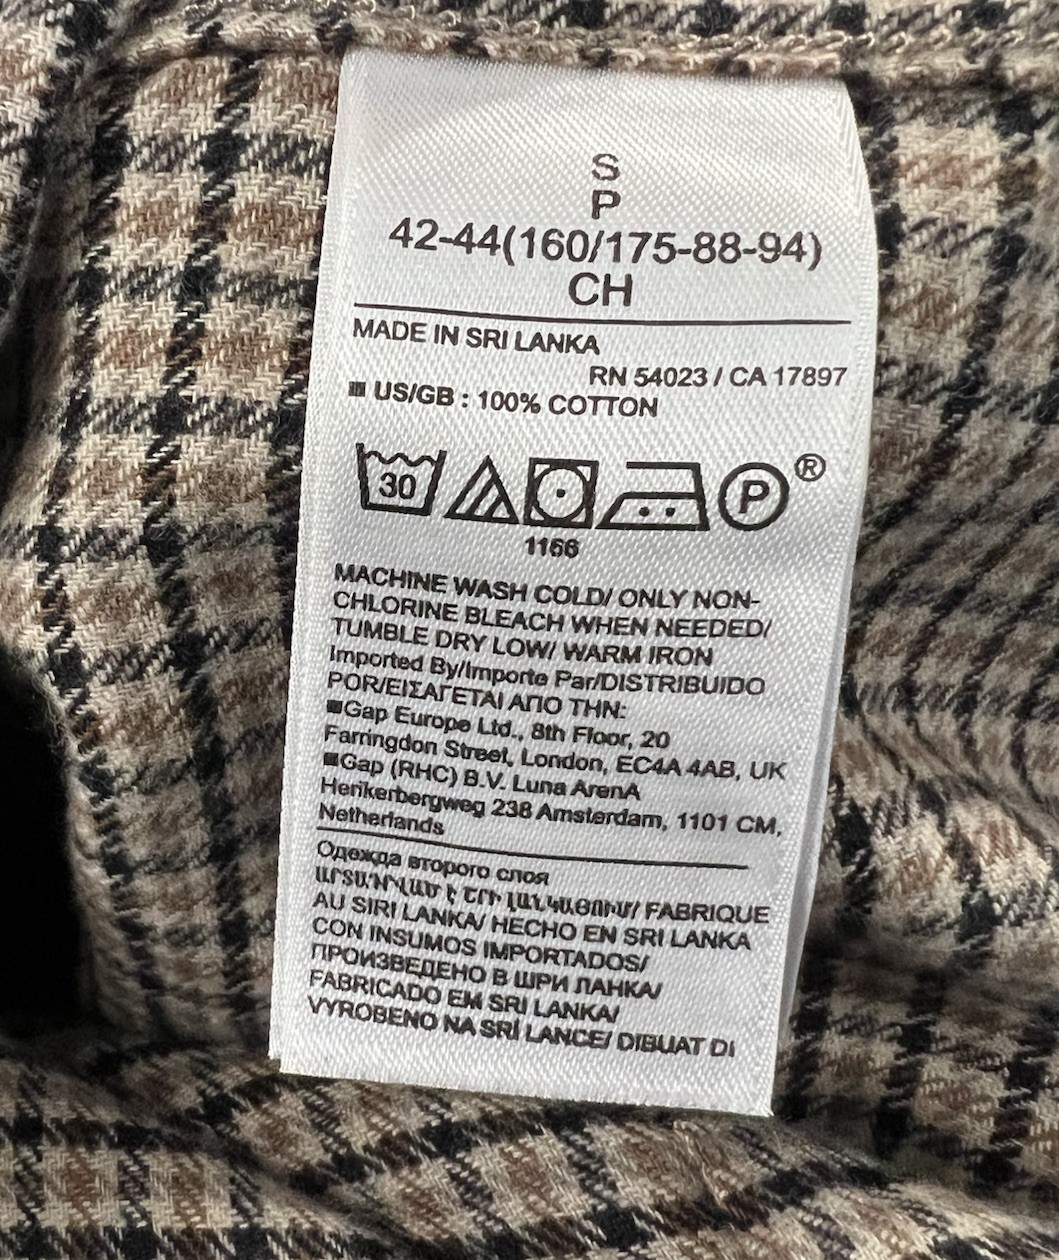 S
P
42-44(160/175-88-94)
CH
MADE IN SRI LANKA
RN 54023 / CA 17897
US/GB : 100% COTTON
30
P ®
1166
MACHINE WASH COLD/ ONLY NON-
CHLORINE BLEACH WHEN NEEDED/
TUMBLE DRY LOW/ WARM IRON
Imported By/Importe Par/DISTRIBUIDO
POR/ΕΙΣΑΓΕΤΑΙ ΑΠΟ ΤΗΝ:
Gap Europe Ltd., 8th Floor, 20
Farringdon Street, London, EC4A 4AB, UK
Gap (RHC) B.V. Luna ArenA
Herikerbergweg 238 Amsterdam, 1101 CM,
Netherlands
Одежда второго слоя
ԱՐՏԱԴՐՎԱԾ Է ՇՐԻ ԼԱՆԿԱՅՈՒՄ/ FABRIQUE
AU SIRI LANKA/ HECHO EN SRI LANKA
CON INSUMOS IMPORTADOS/
ПРОИЗВЕДЕНО В ШРИ ЛАНКА/
FABRICADO EM SRI LANKA/
VYROBENO NA SRÍ LANCE/ DIBUAT DI